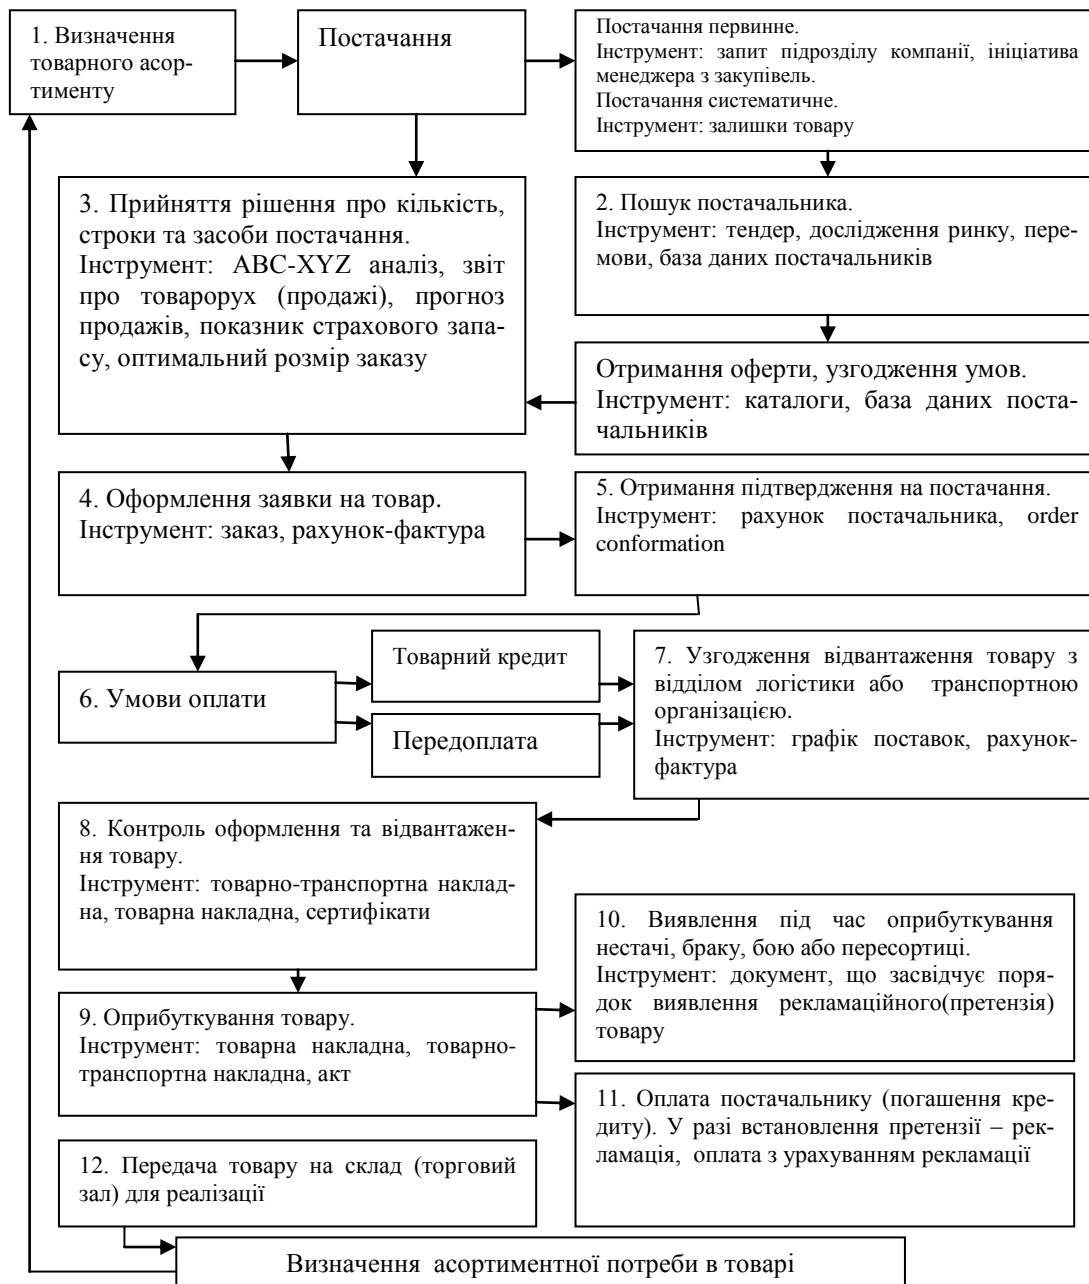 1. Визначення
товарного асор-
тименту
Постачання
Постачання первинне.
Інструмент: запит підрозділу компанії, ініціатива
менеджера з закупівель.
Постачання систематичне.
Інструмент: залишки товару
3. Прийняття рішення про кількість,
строки та засоби постачання.
Інструмент: ABC-XYZ аналіз, звіт
про товарорух (продажі), прогноз
продажів, показник страхового запа-
су, оптимальний розмір заказу
2. Пошук постачальника.
Інструмент: тендер, дослідження ринку, пере-
мови, база даних постачальників
Отримання оферти, узгодження умов.
Інструмент: каталоги, база даних поста-
чальників
4. Оформлення заявки на товар.
Інструмент: заказ, рахунок-фактура
5. Отримання підтвердження на постачання.
Інструмент: рахунок постачальника, order
conformation
6. Умови оплати
Товарний кредит
Передоплата
7. Узгодження відвантаження товару з
відділом логістики або транспортною
організацією.
Інструмент: графік поставок, рахунок-
фактура
8. Контроль оформлення та відвантажен-
ня товару.
Інструмент: товарно-транспортна наклад-
на, товарна накладна, сертифікати
9. Оприбуткування товару.
Інструмент: товарна накладна, товарно-
транспортна накладна, акт
10. Виявлення під час оприбуткування
нестачі, браку, бою або пересортиці.
Інструмент: документ, що засвідчує поря-
док виявлення рекламаційного(претензія)
товару
11. Оплата постачальнику (погашення кре-
диту). У разі встановлення претензії – рек-
ламація, оплата з урахуванням рекламації
12. Передача товару на склад (торговий
зал) для реалізації
Визначення асортиментної потреби в товарі